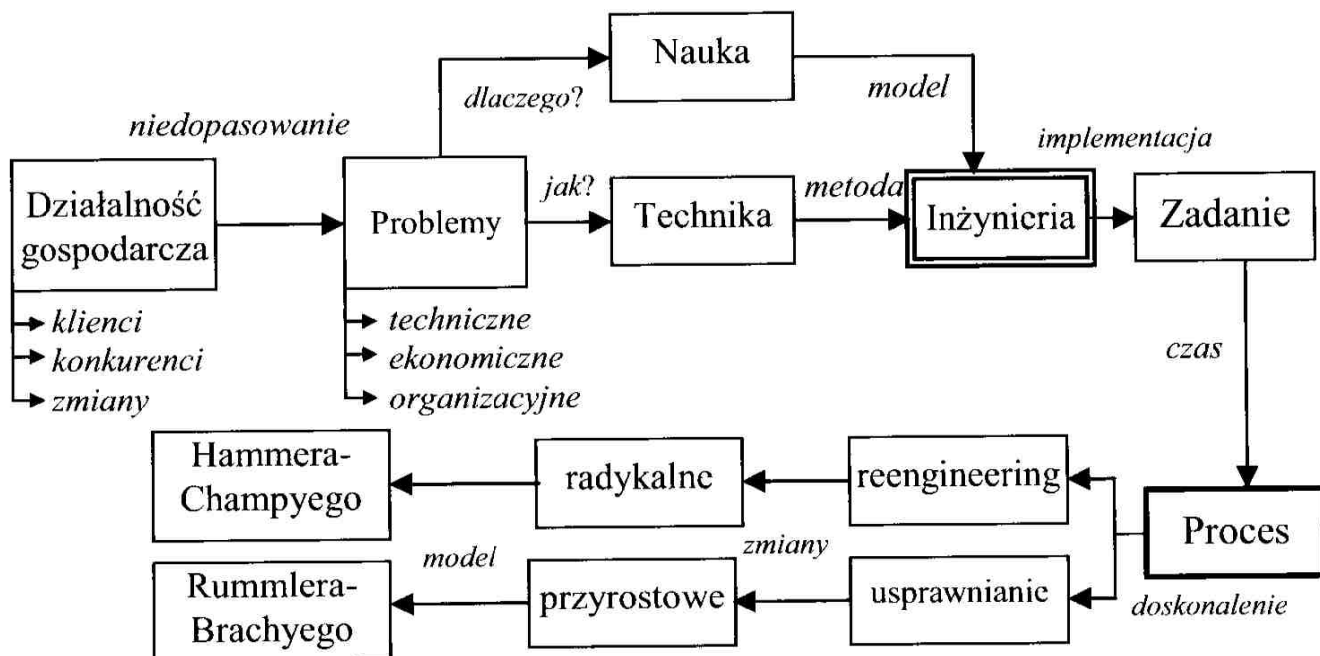 Nauka
dlaczego?
model
niedopasowanie
implementacja
Działalność
gospodarcza
Problemy
jak?
Technika
metoda
Inżynieria
Zadanie
klienci
konkurenci
zmiany
techniczne
ekonomiczne
organizacyjne
czas
Hammera-
Champyego
radykalne
reengineering
Proces
model
zmiany
Rummlera-
Brachyego
przyrostowe
usprawnianie
doskonalenie